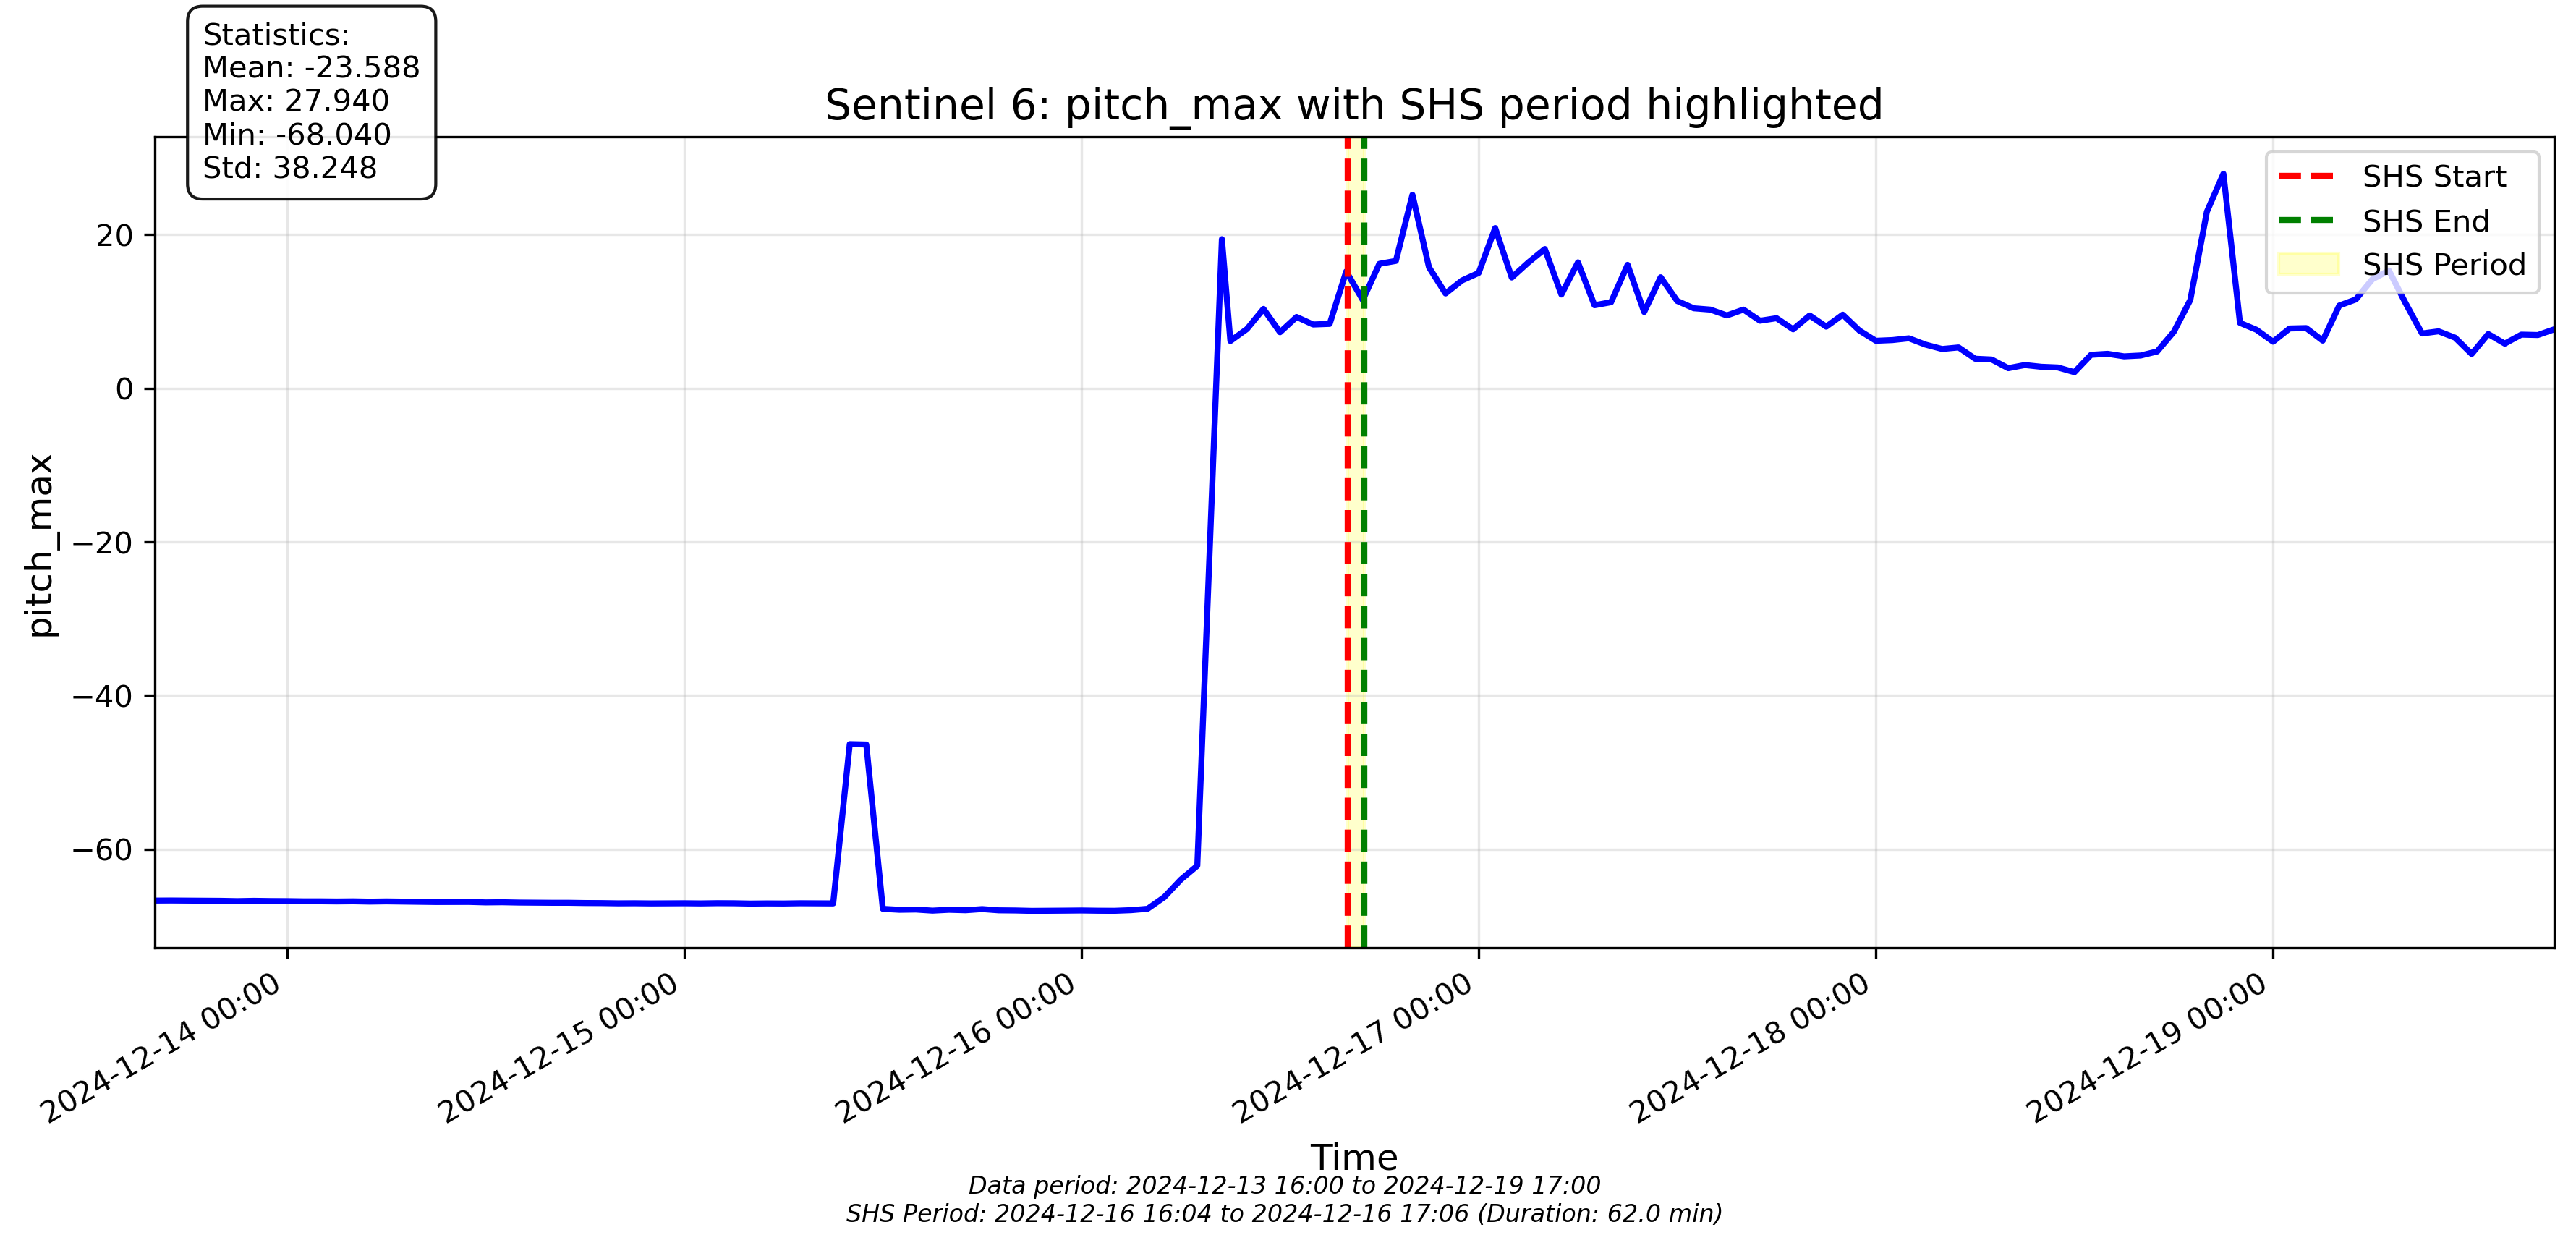 Statistics:
Mean: -23.588
Max: 27.940
Min: -68.040
Std: 38.248
Sentinel 6: pitch_max with SHS period highlighted
SHS Start
SHS End
SHS Period
pitch_max
20
0
−20
−40
−60
2024-12-14 00:00
2024-12-15 00:00
2024-12-16 00:00
2024-12-17 00:00
2024-12-18 00:00
2024-12-19 00:00
Time
Data period: 2024-12-13 16:00 to 2024-12-19 17:00
SHS Period: 2024-12-16 16:04 to 2024-12-16 17:06 (Duration: 62.0 min)